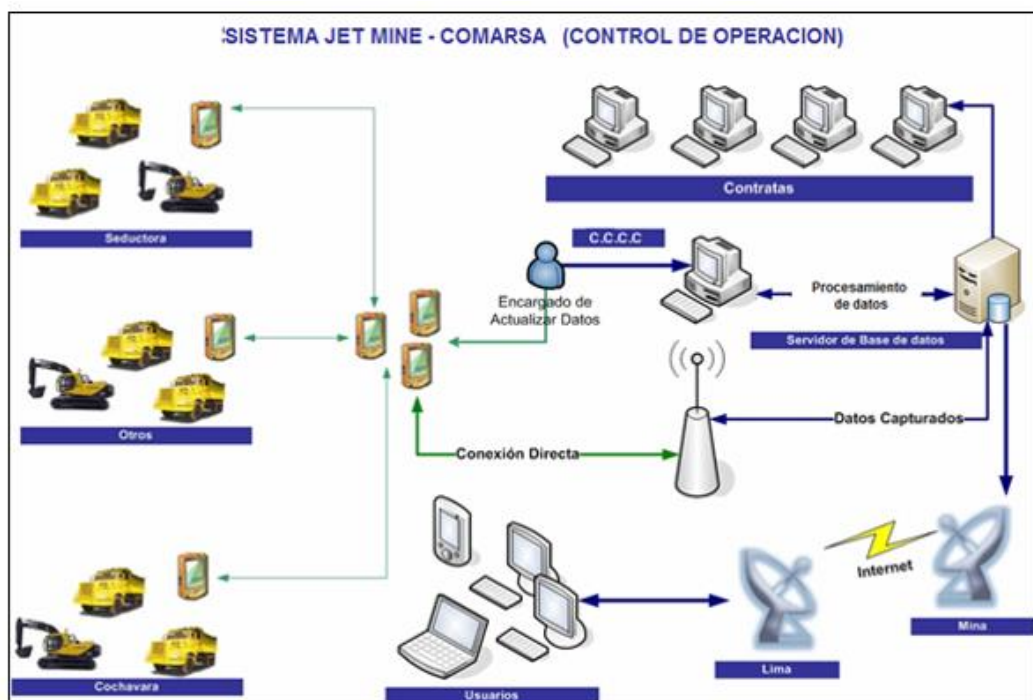 SISTEMA JET MINE - COMARSA (CONTROL DE OPERACION)
Seductora
Contratas
C.C.C.C
Encargado de
Actualizar Datos
Procesamiento
de datos
Servidor de Base de datos
Otros
Datos Capturados
Conexión Directa
Internet
Mina
Lima
Cochavara
Usuarios